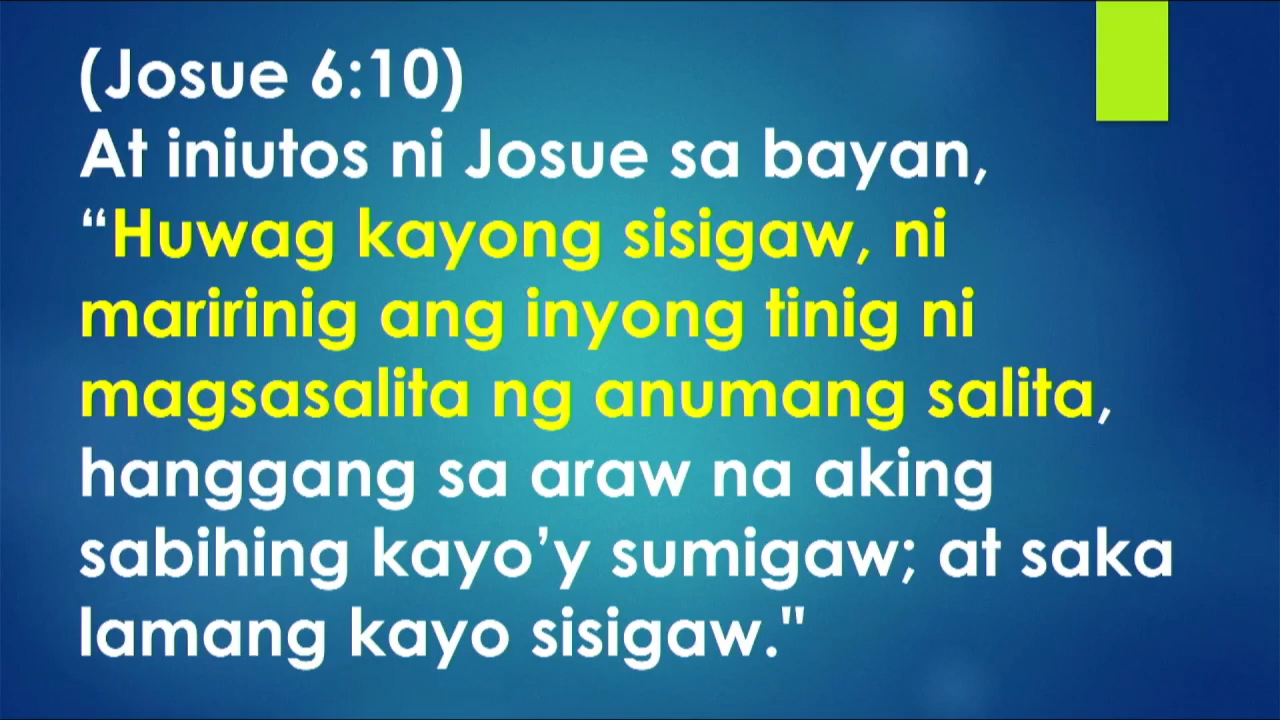 (Josue 6:10)
At iniutos ni Josue sa bayan,
“Huwag kayong sisigaw, ni
maririnig ang inyong tinig ni
magsasalita ng anumang salita,
hanggang sa araw na aking
sabihing kayo’y sumigaw; at saka
lamang kayo sisigaw."